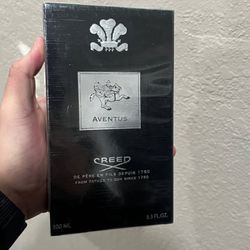 AVENTUS
CREED
DE PÈRE EN FILS DEPUIS 1760
FROM FATHER TO SON SINCE 1760
100 ML
3.3 FL.OZ.